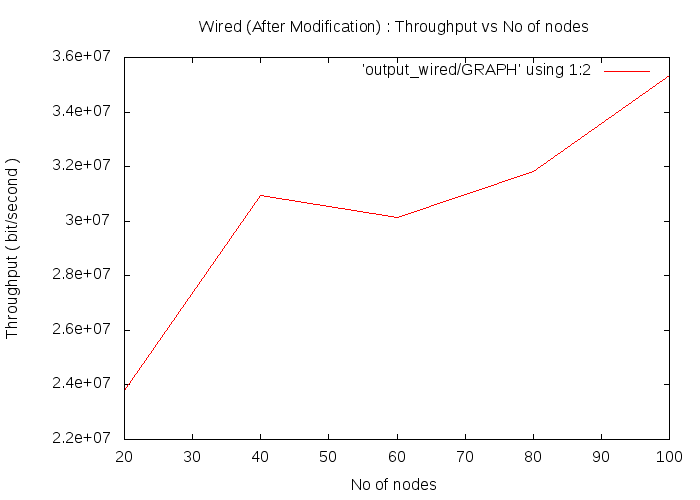 Wired (After Modification) : Throughput vs No of nodes
'output_wired/GRAPH' using 1:2
3.6e+07
3.4e+07
3.2e+07
3e+07
2.8e+07
2.6e+07
2.4e+07
2.2e+07
Throughput ( bit/second )
20 30 40 50 60 70 80 90 100
No of nodes